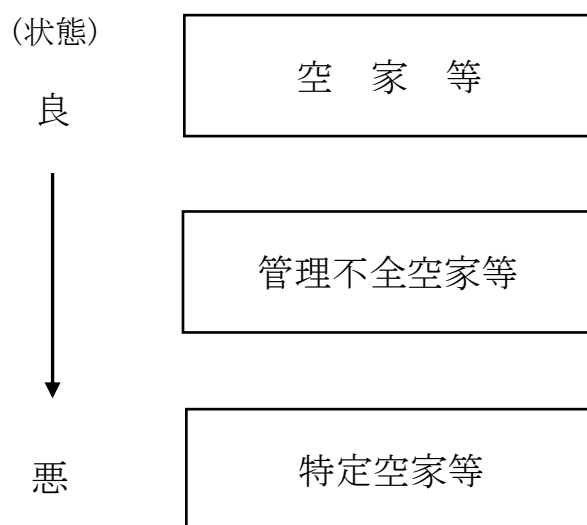 (状態)
空　家　等
良
管理不全空家等
悪
特定空家等